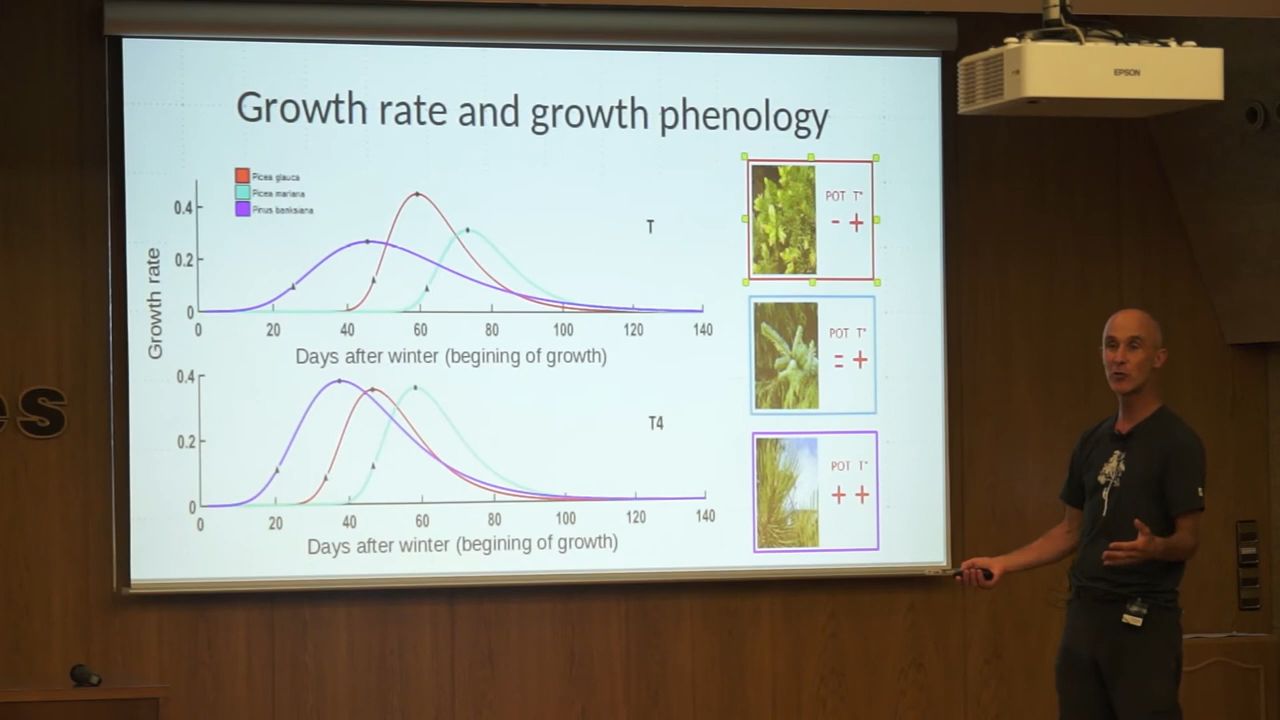 EPSON
Growth rate and growth phenology
Picea glauca
Picea mariana
Pinus banksiana
Growth rate
0.4
0.2
0
T
0 20 40 60 80 100 120 140
Days after winter (begining of growth)
0.4
0.2
0
T4
0 20 40 60 80 100 120 140
Days after winter (begining of growth)
POT T°
- +
POT T°
= +
POT T°
+ +
es